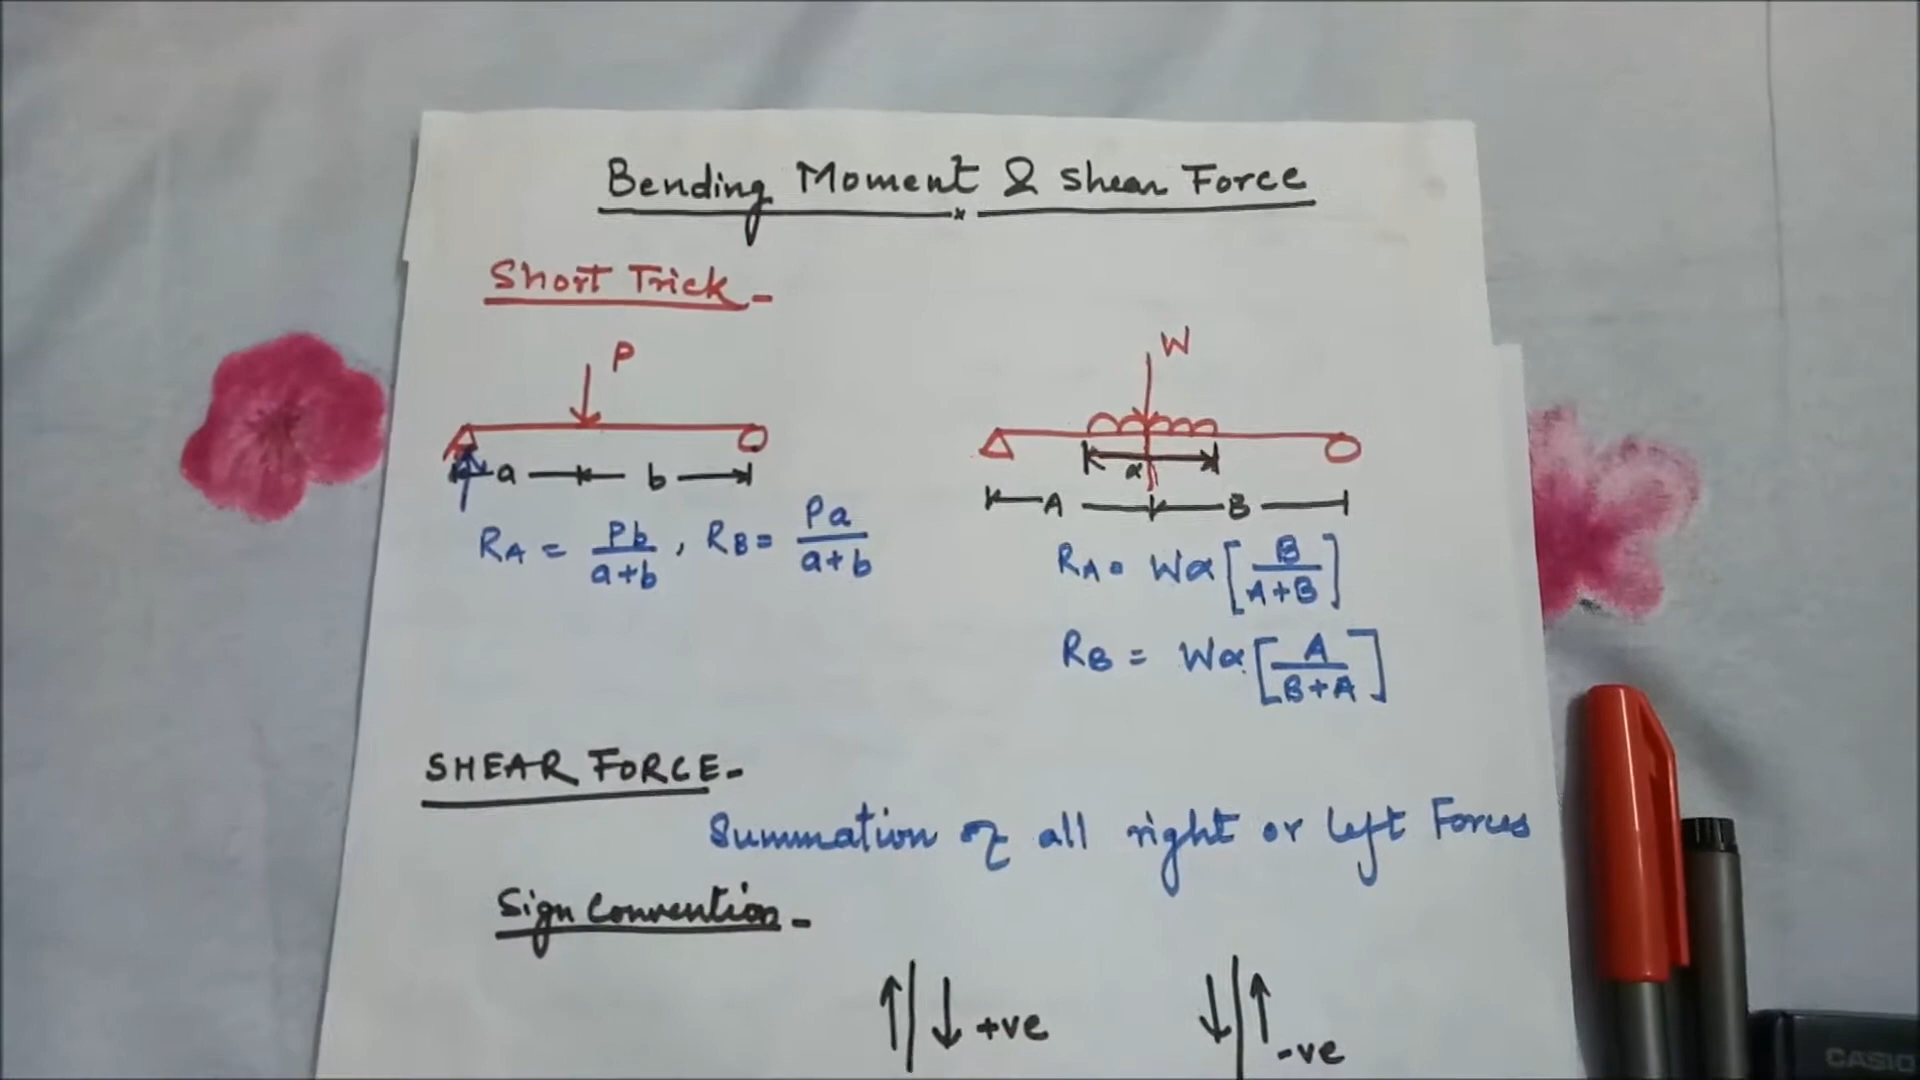 Bending Moment & Shear Force
Short Trick -
P
a b
RA = Pb/a+b , RB = Pa/a+b
W
α
A B
RA = Wα[B/A+B]
RB = Wα[A/B+A]
SHEAR FORCE -
Summation of all right or left Forces
Sign Convention -
↑|↓ +ve ↓|↑ -ve
CASIO